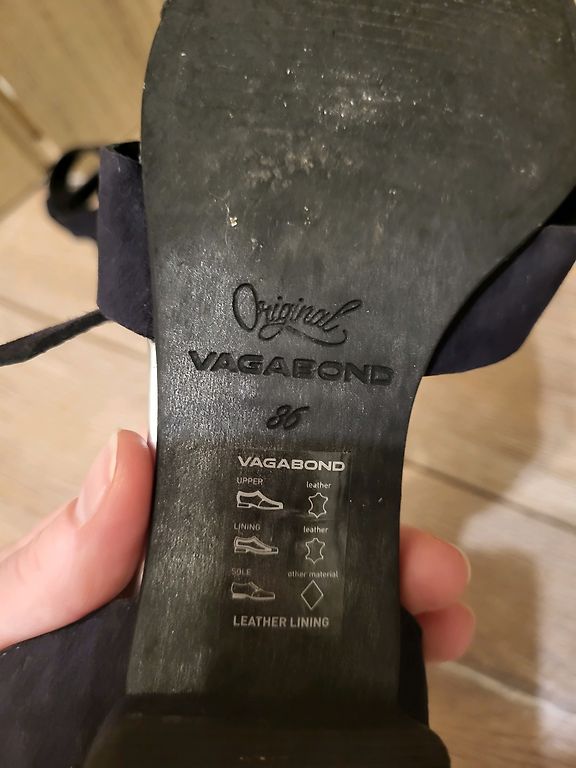 Original
VAGABOND
86
VAGABOND
UPPER leather
LINING leather
SOLE other material
LEATHER LINING